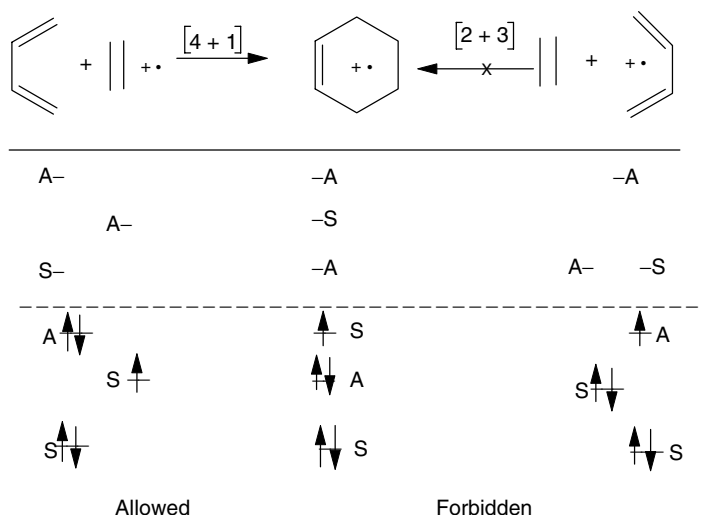 [4 + 1] [2 + 3]
+ +• +• x + +•
A– –A –A
A– –S
S– –A A– –S
A S A
S A S
S S S
Allowed Forbidden